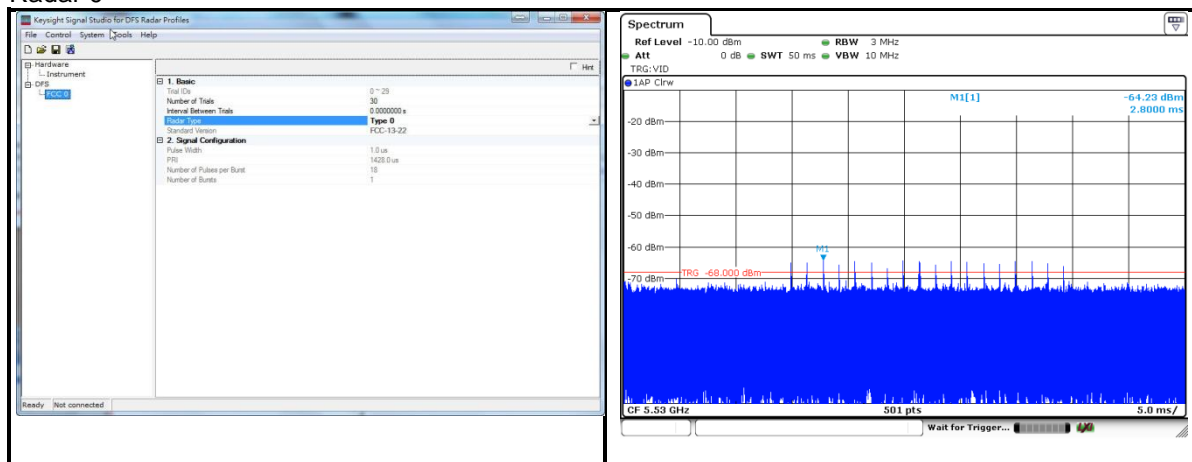 Radar 0
Keysight Signal Studio for DFS Radar Profiles
File Control System Tools Help
Hardware
Instrument
DFS
FCC 0
Hint
1. Basic
Trial IDs 0 ~ 29
Number of Trials 30
Interval Between Trials 0.0000000 s
Radar Type Type 0
Standard Version FCC-13-22
2. Signal Configuration
Pulse Width 1.0 us
PRI 1428.0 us
Number of Pulses per Burst 18
Number of Bursts 1
Ready Not connected
Spectrum
Ref Level -10.00 dBm RBW 3 MHz
Att 0 dB SWT 50 ms VBW 10 MHz
TRG:VID
1AP Clrw
M1[1] -64.23 dBm
2.8000 ms
-20 dBm
-30 dBm
-40 dBm
-50 dBm
-60 dBm
M1
TRG -68.000 dBm
-70 dBm
CF 5.53 GHz 501 pts 5.0 ms/
Wait for Trigger...